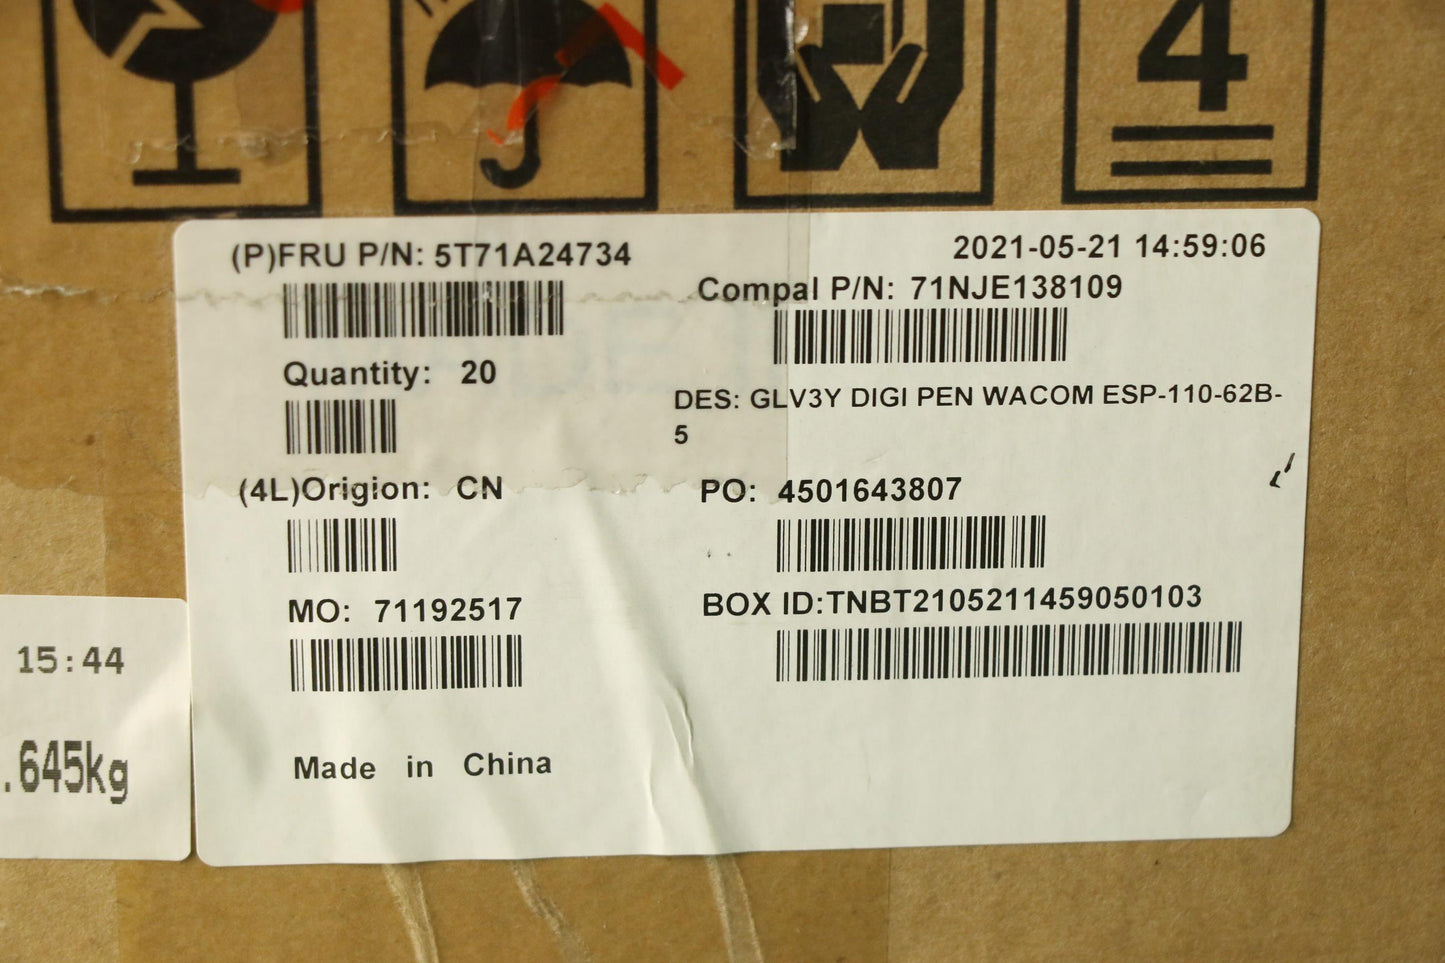 4
(P)FRU P/N: 5T71A24734
2021-05-21 14:59:06
Compal P/N: 71NJE138109
Quantity: 20
DES: GLV3Y DIGI PEN WACOM ESP-110-62B-
5
(4L)Origion: CN
PO: 4501643807
MO: 71192517
BOX ID:TNBT2105211459050103
Made in China
15:44
.645kg